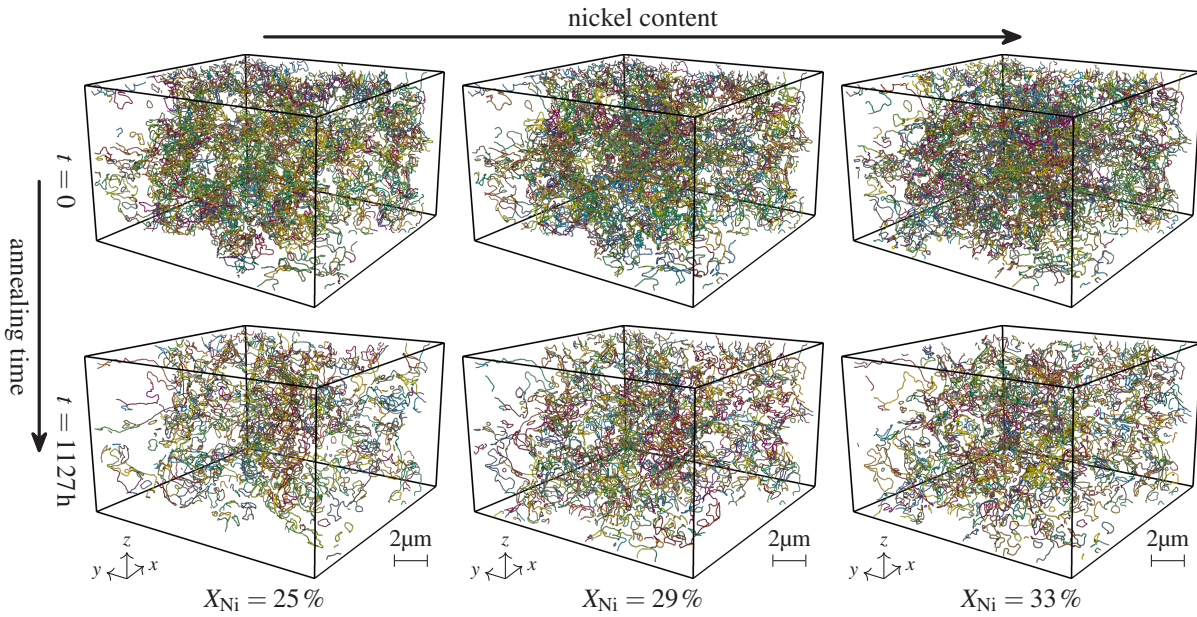 nickel content
t = 0
annealing time
t = 1127h
z
y
x
2μm
z
y
x
2μm
z
y
x
2μm
X_Ni = 25 %
X_Ni = 29 %
X_Ni = 33 %